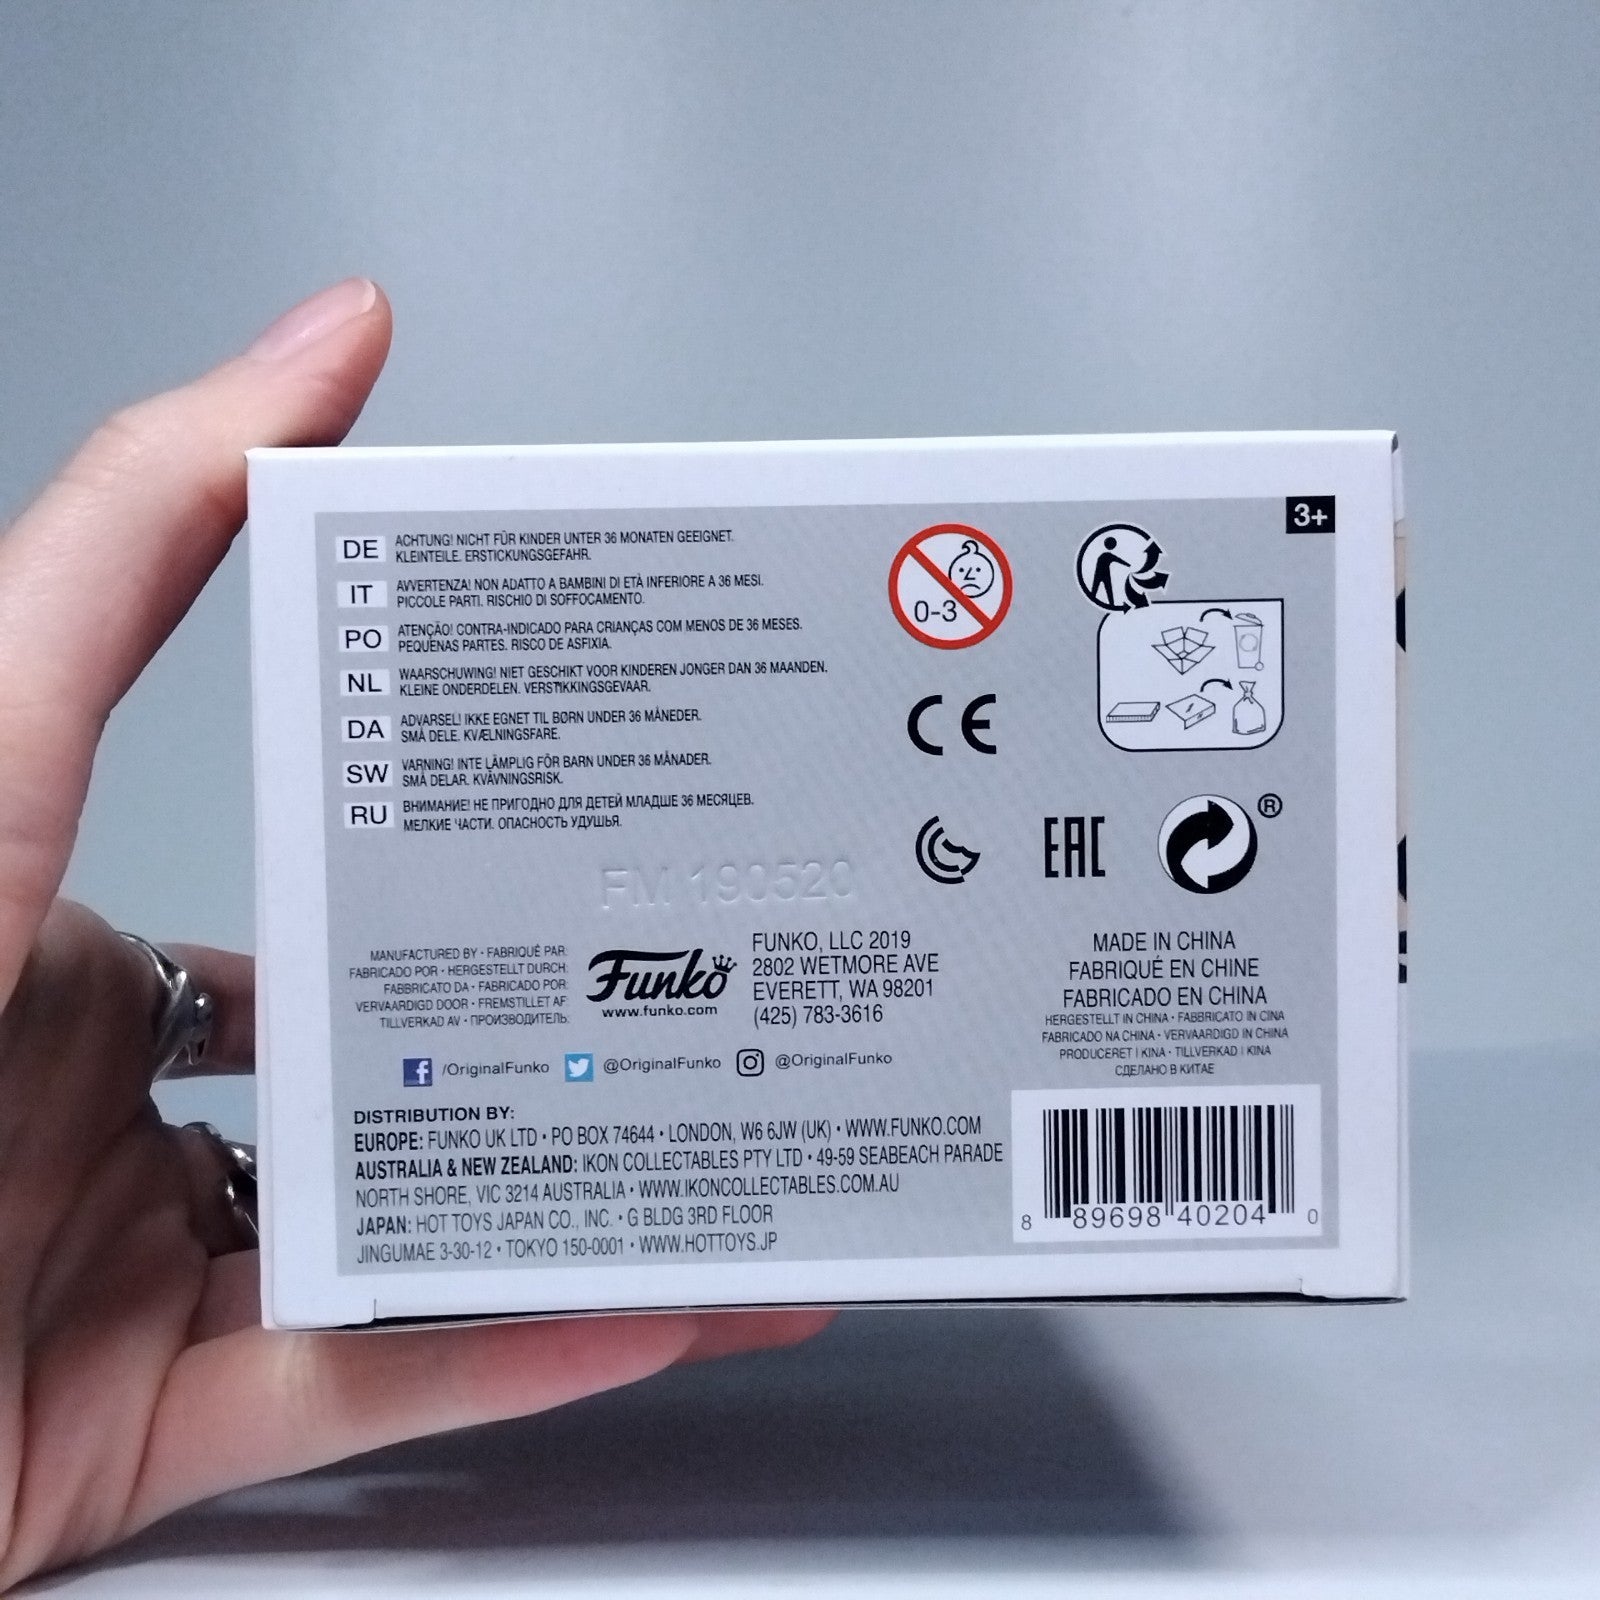 3+
DE
ACHTUNG! NICHT FÜR KINDER UNTER 36 MONATEN GEEIGNET.
KLEINTEILE. ERSTICKUNGSGEFAHR.
IT
AVVERTENZA! NON ADATTO A BAMBINI DI ETÀ INFERIORE A 36 MESI.
PICCOLE PARTI. RISCHIO DI SOFFOCAMENTO.
PO
ATENÇÃO! CONTRA-INDICADO PARA CRIANÇAS COM MENOS DE 36 MESES.
PEQUENAS PARTES. RISCO DE ASFIXIA.
NL
WAARSCHUWING! NIET GESCHIKT VOOR KINDEREN JONGER DAN 36 MAANDEN.
KLEINE ONDERDELEN. VERSTIKKINGSGEVAAR.
DA
ADVARSEL! IKKE EGNET TIL BØRN UNDER 36 MÅNEDER.
SMÅ DELE. KVÆLNINGSFARE.
SW
VARNING! INTE LÄMPLIG FÖR BARN UNDER 36 MÅNADER.
SMÅ DELAR. KVÄVNINGSRISK.
RU
ВНИМАНИЕ! НЕ ПРИГОДНО ДЛЯ ДЕТЕЙ МЛАДШЕ 36 МЕСЯЦЕВ.
МЕЛКИЕ ЧАСТИ. ОПАСНОСТЬ УДУШЬЯ.
0-3
CE
EAC
®
FM 190520
MANUFACTURED BY • FABRIQUÉ PAR:
FABRICADO POR • HERGESTELLT DURCH:
FABBRICATO DA • FABRICADO POR:
VERVAARDIGD DOOR • FREMSTILLET AF:
TILLVERKAD AV • ПРОИЗВОДИТЕЛЬ:
Funko
www.funko.com
FUNKO, LLC 2019
2802 WETMORE AVE
EVERETT, WA 98201
(425) 783-3616
MADE IN CHINA
FABRIQUÉ EN CHINE
FABRICADO EN CHINA
HERGESTELLT IN CHINA • FABBRICATO IN CINA
FABRICADO NA CHINA • VERVAARDIGD IN CHINA
PRODUCERET I KINA • TILLVERKAD I KINA
СДЕЛАНО В КИТАЕ
/OriginalFunko @OriginalFunko @OriginalFunko
DISTRIBUTION BY:
EUROPE: FUNKO UK LTD • PO BOX 74644 • LONDON, W6 6JW (UK) • WWW.FUNKO.COM
AUSTRALIA & NEW ZEALAND: IKON COLLECTABLES PTY LTD • 49-59 SEABEACH PARADE
NORTH SHORE, VIC 3214 AUSTRALIA • WWW.IKONCOLLECTABLES.COM.AU
JAPAN: HOT TOYS JAPAN CO., INC. • G BLDG 3RD FLOOR
JINGUMAE 3-30-12 • TOKYO 150-0001 • WWW.HOTTOYS.JP
8 89698 40204 0